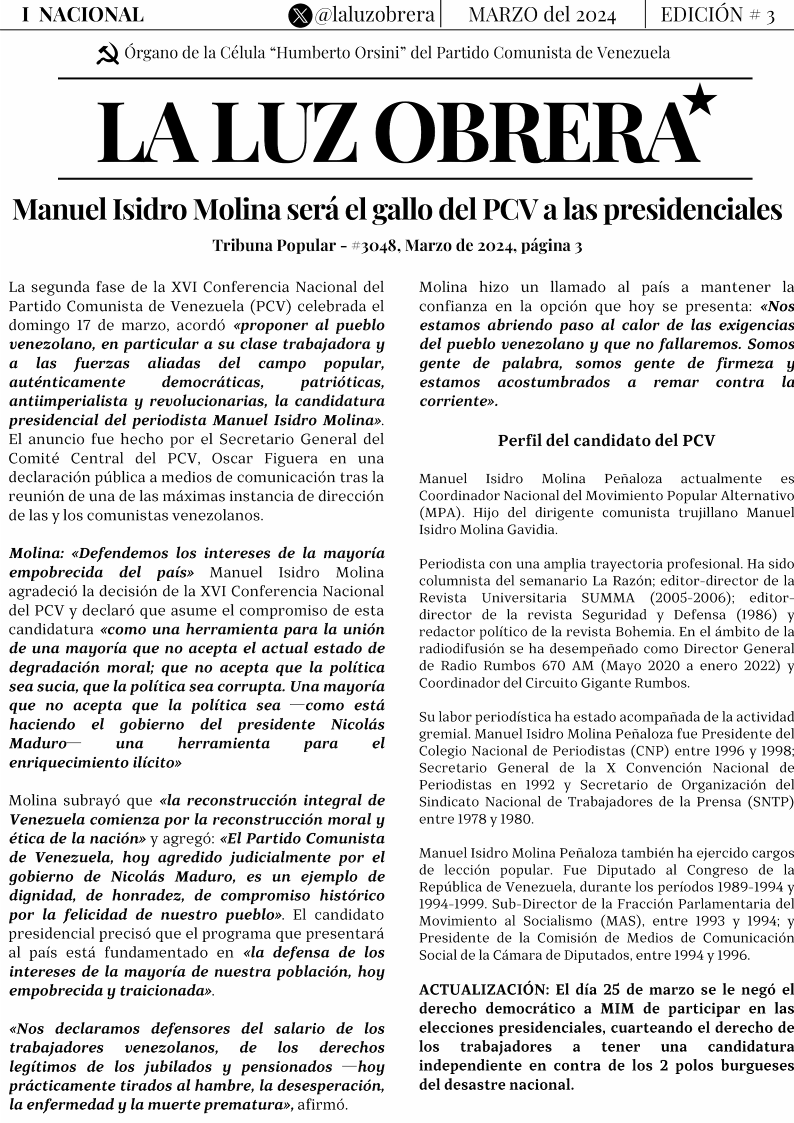 I NACIONAL
@laluzobrera
MARZO del 2024
EDICIÓN # 3
Órgano de la Célula “Humberto Orsini” del Partido Comunista de Venezuela
LA LUZ OBRERA
Manuel Isidro Molina será el gallo del PCV a las presidenciales
Tribuna Popular - #3048, Marzo de 2024, página 3
La segunda fase de la XVI Conferencia Nacional del
Partido Comunista de Venezuela (PCV) celebrada el
domingo 17 de marzo, acordó «proponer al pueblo
venezolano, en particular a su clase trabajadora y
a las fuerzas aliadas del campo popular,
auténticamente democráticas, patrióticas,
antiimperialista y revolucionarias, la candidatura
presidencial del periodista Manuel Isidro Molina».
El anuncio fue hecho por el Secretario General del
Comité Central del PCV, Oscar Figuera en una
declaración pública a medios de comunicación tras la
reunión de una de las máximas instancia de dirección
de las y los comunistas venezolanos.
Molina: «Defendemos los intereses de la mayoría
empobrecida del país» Manuel Isidro Molina
agradeció la decisión de la XVI Conferencia Nacional
del PCV y declaró que asume el compromiso de esta
candidatura «como una herramienta para la unión
de una mayoría que no acepta el actual estado de
degradación moral; que no acepta que la política
sea sucia, que la política sea corrupta. Una mayoría
que no acepta que la política sea —como está
haciendo el gobierno del presidente Nicolás
Maduro— una herramienta para el
enriquecimiento ilícito»
Molina subrayó que «la reconstrucción integral de
Venezuela comienza por la reconstrucción moral y
ética de la nación» y agregó: «El Partido Comunista
de Venezuela, hoy agredido judicialmente por el
gobierno de Nicolás Maduro, es un ejemplo de
dignidad, de honradez, de compromiso histórico
por la felicidad de nuestro pueblo». El candidato
presidencial precisó que el programa que presentará
al país está fundamentado en «la defensa de los
intereses de la mayoría de nuestra población, hoy
empobrecida y traicionada».
«Nos declaramos defensores del salario de los
trabajadores venezolanos, de los derechos
legítimos de los jubilados y pensionados —hoy
prácticamente tirados al hambre, la desesperación,
la enfermedad y la muerte prematura», afirmó.
Molina hizo un llamado al país a mantener la
confianza en la opción que hoy se presenta: «Nos
estamos abriendo paso al calor de las exigencias
del pueblo venezolano y que no fallaremos. Somos
gente de palabra, somos gente de firmeza y
estamos acostumbrados a remar contra la
corriente».
Perfil del candidato del PCV
Manuel Isidro Molina Peñaloza actualmente es
Coordinador Nacional del Movimiento Popular Alternativo
(MPA). Hijo del dirigente comunista trujillano Manuel
Isidro Molina Gavidia.
Periodista con una amplia trayectoria profesional. Ha sido
columnista del semanario La Razón; editor-director de la
Revista Universitaria SUMMA (2005-2006); editor-
director de la revista Seguridad y Defensa (1986) y
redactor político de la revista Bohemia. En el ámbito de la
radiodifusión se ha desempeñado como Director General
de Radio Rumbos 670 AM (Mayo 2020 a enero 2022) y
Coordinador del Circuito Gigante Rumbos.
Su labor periodística ha estado acompañada de la actividad
gremial. Manuel Isidro Molina Peñaloza fue Presidente del
Colegio Nacional de Periodistas (CNP) entre 1996 y 1998;
Secretario General de la X Convención Nacional de
Periodistas en 1992 y Secretario de Organización del
Sindicato Nacional de Trabajadores de la Prensa (SNTP)
entre 1978 y 1980.
Manuel Isidro Molina Peñaloza también ha ejercido cargos
de lección popular. Fue Diputado al Congreso de la
República de Venezuela, durante los períodos 1989-1994 y
1994-1999. Sub-Director de la Fracción Parlamentaria del
Movimiento al Socialismo (MAS), entre 1993 y 1994; y
Presidente de la Comisión de Medios de Comunicación
Social de la Cámara de Diputados, entre 1994 y 1996.
ACTUALIZACIÓN: El día 25 de marzo se le negó el
derecho democrático a MIM de participar en las
elecciones presidenciales, cuarteando el derecho de
los trabajadores a tener una candidatura
independiente en contra de los 2 polos burgueses
del desastre nacional.